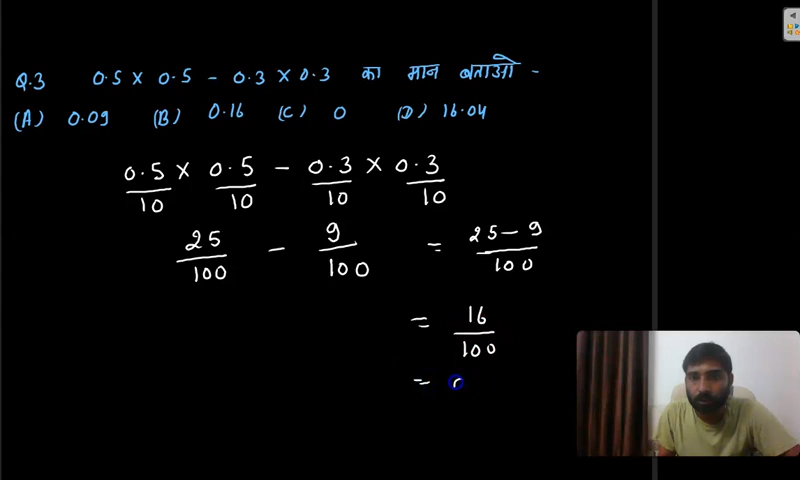 Q.3 0.5 × 0.5 - 0.3 × 0.3 का मान बताओ -
(A) 0.09 (B) 0.16 (C) 0 (D) 16.04
0.5/10 × 0.5/10 - 0.3/10 × 0.3/10
25/100 - 9/100 = 25-9/100
= 16/100
= 0